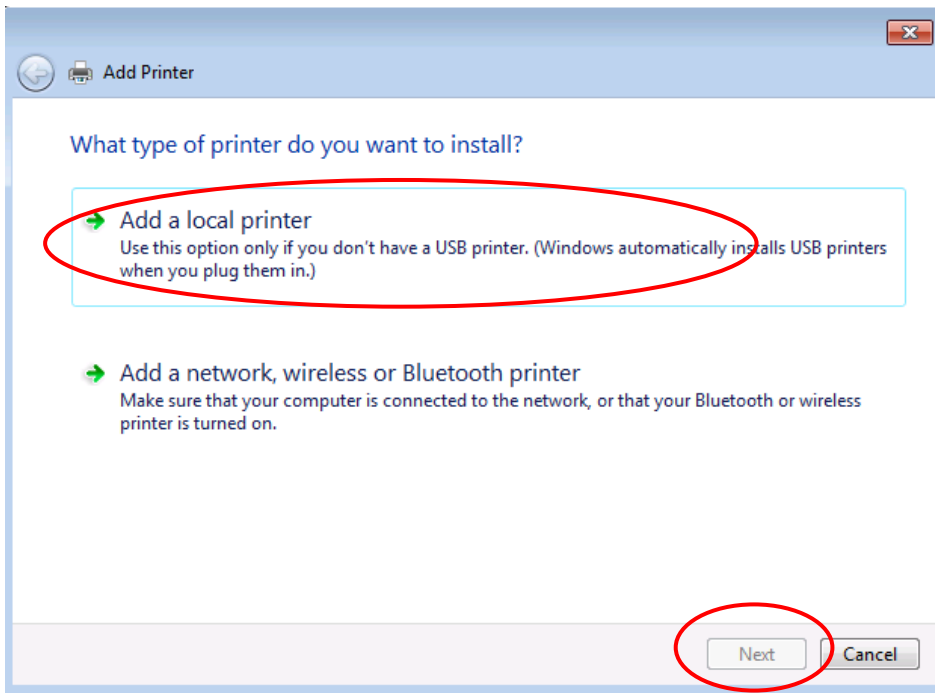 Add Printer
What type of printer do you want to install?
Add a local printer
Use this option only if you don't have a USB printer. (Windows automatically installs USB printers
when you plug them in.)
Add a network, wireless or Bluetooth printer
Make sure that your computer is connected to the network, or that your Bluetooth or wireless
printer is turned on.
Next
Cancel